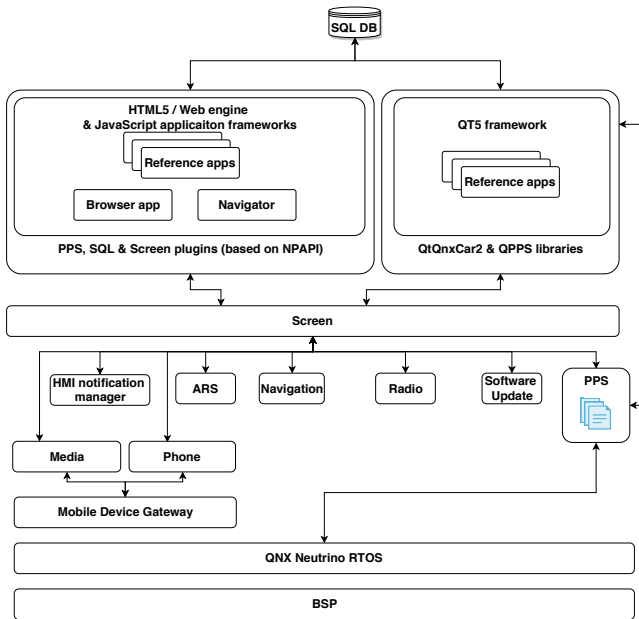 SQL DB
HTML5 / Web engine
& JavaScript applicaiton frameworks
Reference apps
Browser app
Navigator
PPS, SQL & Screen plugins (based on NPAPI)
QT5 framework
Reference apps
QtQnxCar2 & QPPS libraries
Screen
HMI notification
manager
ARS
Navigation
Radio
Software
Update
PPS
Media
Phone
Mobile Device Gateway
QNX Neutrino RTOS
BSP